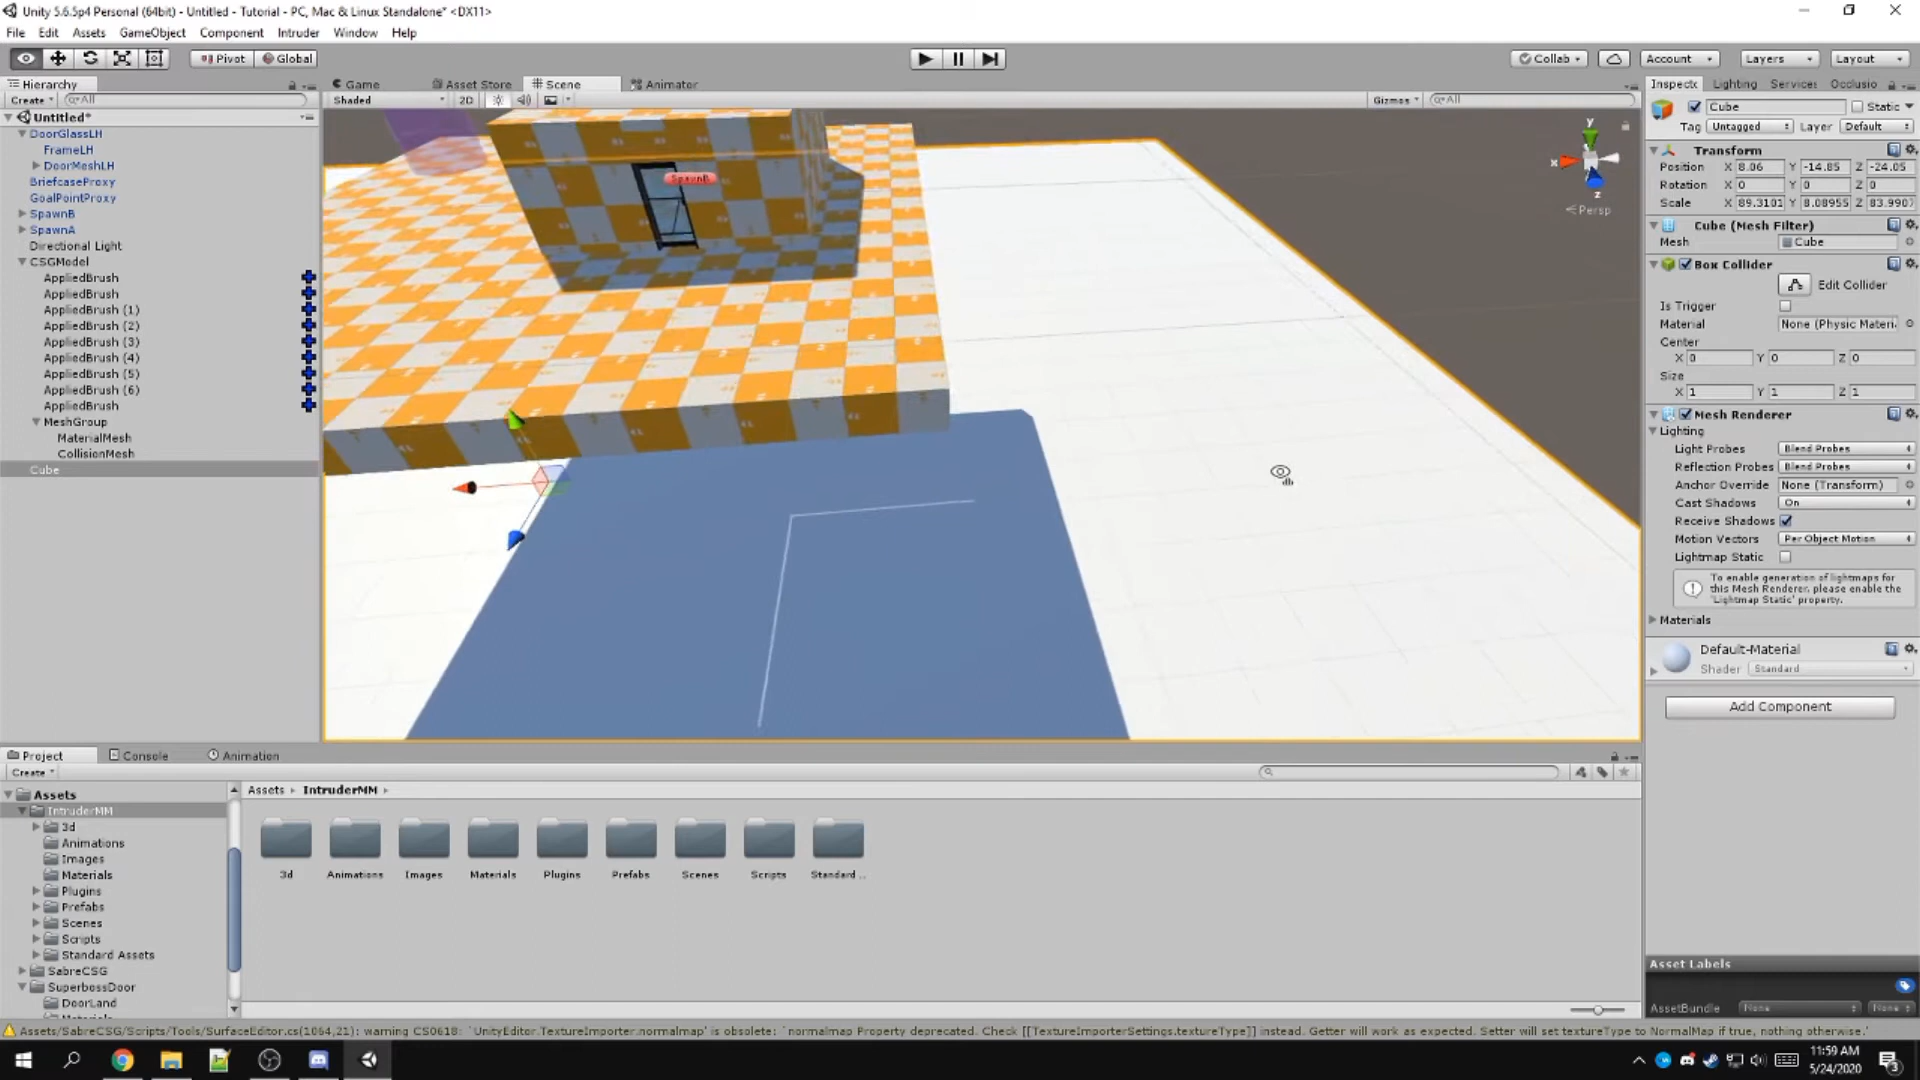 Unity 5.6.5p4 Personal (64bit) - Untitled - Tutorial - PC, Mac & Linux Standalone* <DX11>
File Edit Assets GameObject Component Intruder Window Help
Pivot Global Collab Account Layers Layout
Hierarchy
Create All
Untitled*
DoorGlassLH
FrameLH
DoorMeshLH
BriefcaseProxy
GoalPointProxy
SpawnB
SpawnA
Directional Light
CSGModel
AppliedBrush
AppliedBrush
AppliedBrush (1)
AppliedBrush (2)
AppliedBrush (3)
AppliedBrush (4)
AppliedBrush (5)
AppliedBrush (6)
AppliedBrush
MeshGroup
MaterialMesh
CollisionMesh
Cube
Game Asset Store Scene Animator
Shaded 2D Gizmos All
SpawnB
y
x
z
Persp
Inspecto Lighting Services Occlusio
Cube Static
Tag Untagged Layer Default
Transform
Position X 8.06 Y -14.85 Z -24.05
Rotation X 0 Y 0 Z 0
Scale X 89.3101 Y 8.08955 Z 83.9907
Cube (Mesh Filter)
Mesh Cube
Box Collider
Edit Collider
Is Trigger
Material None (Physic Materi
Center
X 0 Y 0 Z 0
Size
X 1 Y 1 Z 1
Mesh Renderer
Lighting
Light Probes Blend Probes
Reflection Probes Blend Probes
Anchor Override None (Transform)
Cast Shadows On
Receive Shadows
Motion Vectors Per Object Motion
Lightmap Static
To enable generation of lightmaps for
this Mesh Renderer, please enable the
'Lightmap Static' property.
Materials
Default-Material
Shader Standard
Add Component
Asset Labels
AssetBundle None None
Project Console Animation
Create
Assets
IntruderMM
3d
Animations
Images
Materials
Plugins
Prefabs
Scenes
Scripts
Standard Assets
SabreCSG
SuperbossDoor
DoorLand
Assets IntruderMM
3d Animations Images Materials Plugins Prefabs Scenes Scripts Standard ..
Assets/SabreCSG/Scripts/Tools/SurfaceEditor.cs(1064,21): warning CS0618: `UnityEditor.TextureImporter.normalmap' is obsolete: `normalmap Property deprecated. Check [[TextureImporterSettings.textureType]] instead. Getter will work as expected. Setter will set textureType to NormalMap if true, nothing otherwise.'
11:59 AM
5/24/2020
3